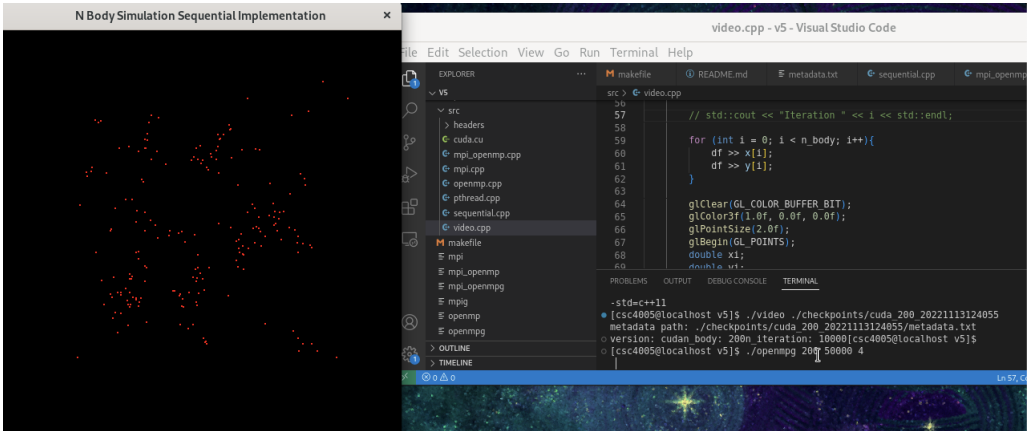 N Body Simulation Sequential Implementation ×
video.cpp - v5 - Visual Studio Code
File Edit Selection View Go Run Terminal Help
EXPLORER ···
V5
src
headers
cuda.cu
mpi_openmp.cpp
mpi.cpp
openmp.cpp
pthread.cpp
sequential.cpp
video.cpp
makefile
mpi
mpi_openmp
mpi_openmpg
mpig
openmp
openmpg
OUTLINE
TIMELINE
makefile README.md metadata.txt sequential.cpp mpi_openmp
src > video.cpp
56
57 // std::cout << "Iteration " << i << std::endl;
58
59 for (int i = 0; i < n_body; i++){
60 df >> x[i];
61 df >> y[i];
62 }
63
64 glClear(GL_COLOR_BUFFER_BIT);
65 glColor3f(1.0f, 0.0f, 0.0f);
66 glPointSize(2.0f);
67 glBegin(GL_POINTS);
68 double xi;
69 double yi;
PROBLEMS OUTPUT DEBUG CONSOLE TERMINAL
-std=c++11
[csc4005@localhost v5]$ ./video ./checkpoints/cuda_200_20221113124055
metadata path: ./checkpoints/cuda_200_20221113124055/metadata.txt
version: cudan_body: 200n_iteration: 10000[csc4005@localhost v5]$
[csc4005@localhost v5]$ ./openmpg 200 50000 4
0 0
Ln 57, C